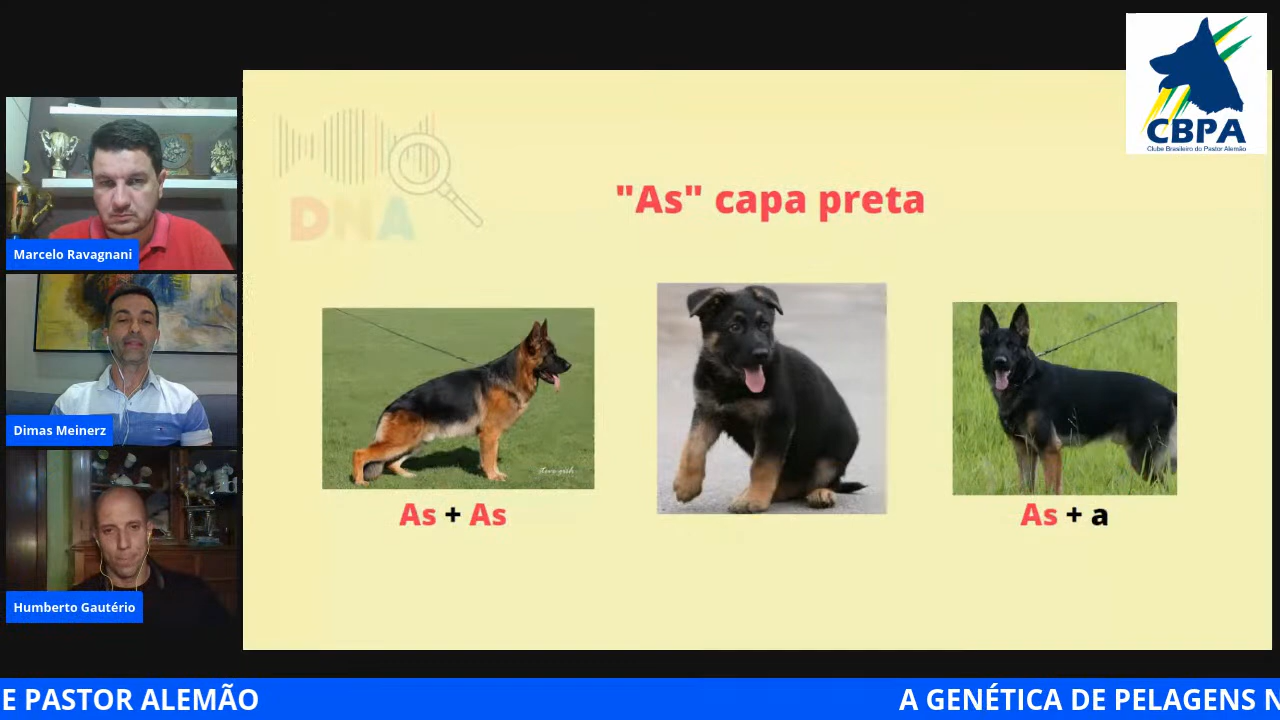 CBPA
Clube Brasileiro do Pastor Alemão
DNA
"As" capa preta
Marcelo Ravagnani
Dimas Meinerz
As + As
As + a
Humberto Gautério
E PASTOR ALEMÃO
A GENÉTICA DE PELAGENS N